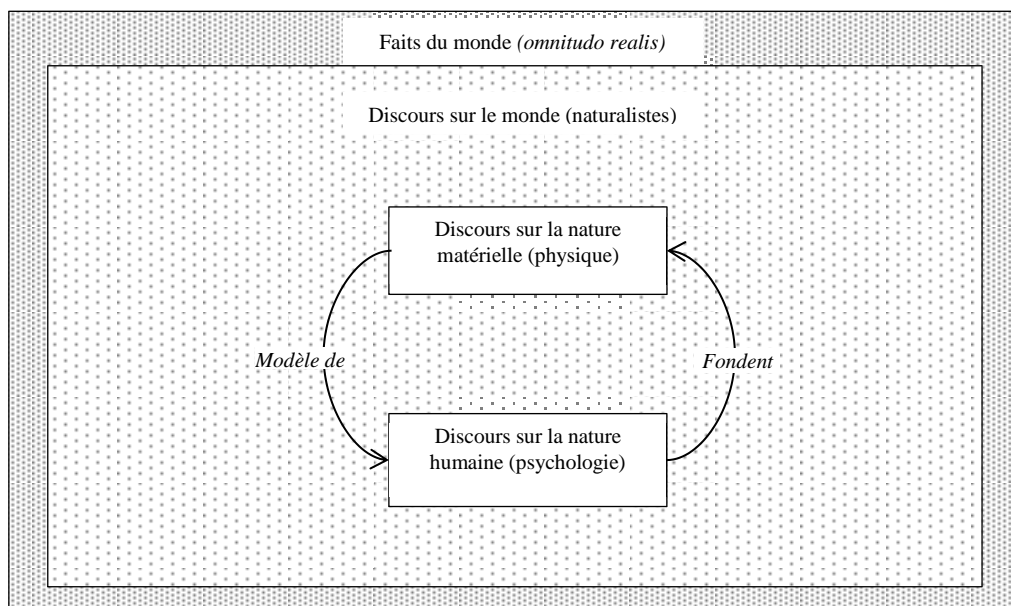 Faits du monde (omnitudo realis)
Discours sur le monde (naturalistes)
Discours sur la nature
matérielle (physique)
Modèle de
Fondent
Discours sur la nature
humaine (psychologie)